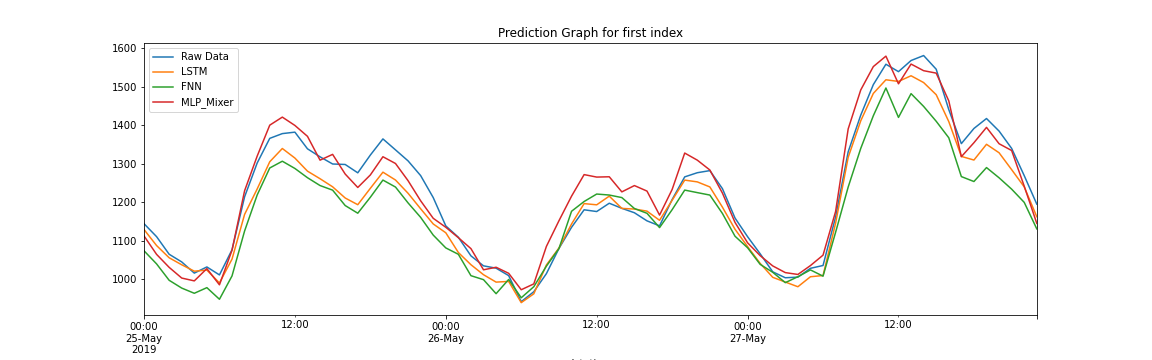 Prediction Graph for first index
Raw Data
LSTM
FNN
MLP_Mixer
1600
1500
1400
1300
1200
1100
1000
00:00
25-May
2019
12:00
00:00
26-May
12:00
00:00
27-May
12:00